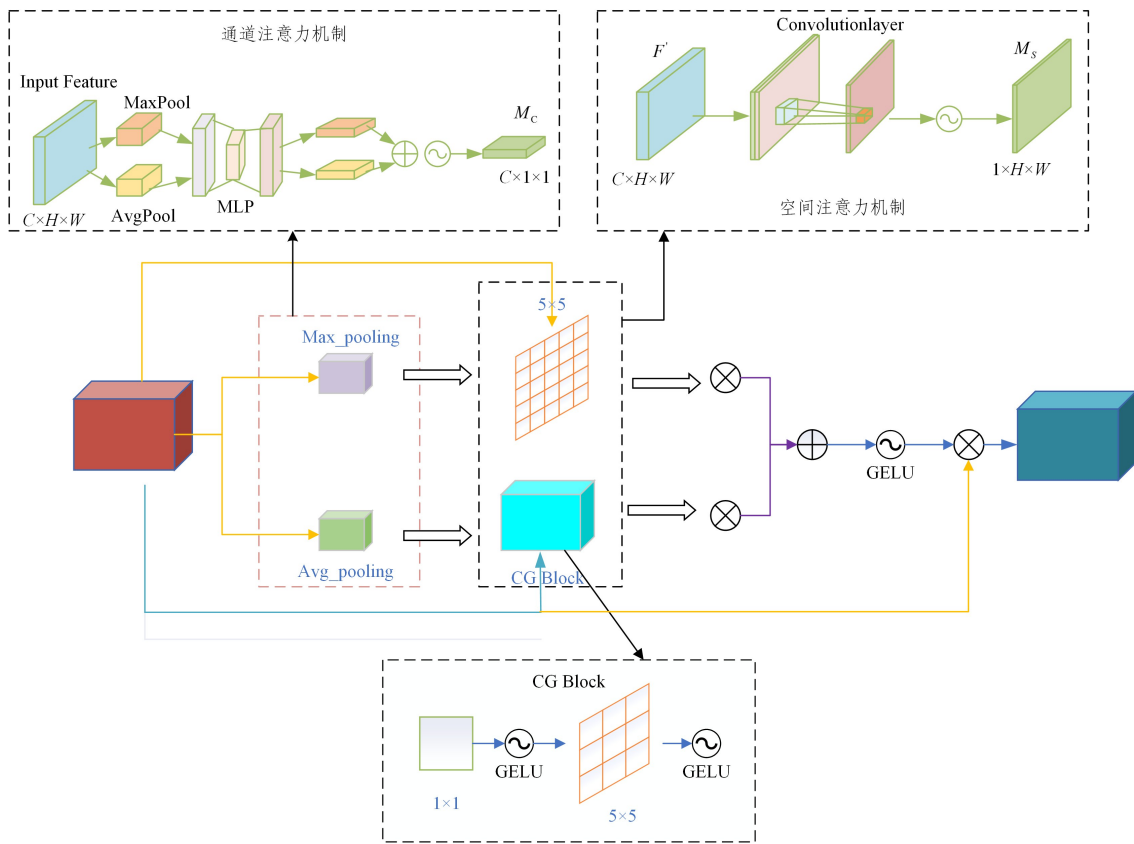 通道注意力机制
Input Feature
MaxPool
AvgPool
C×H×W
MLP
M_C
C×1×1
Convolutionlayer
F'
C×H×W
M_S
1×H×W
空间注意力机制
Max_pooling
Avg_pooling
5×5
CG Block
GELU
CG Block
1×1
GELU
5×5
GELU